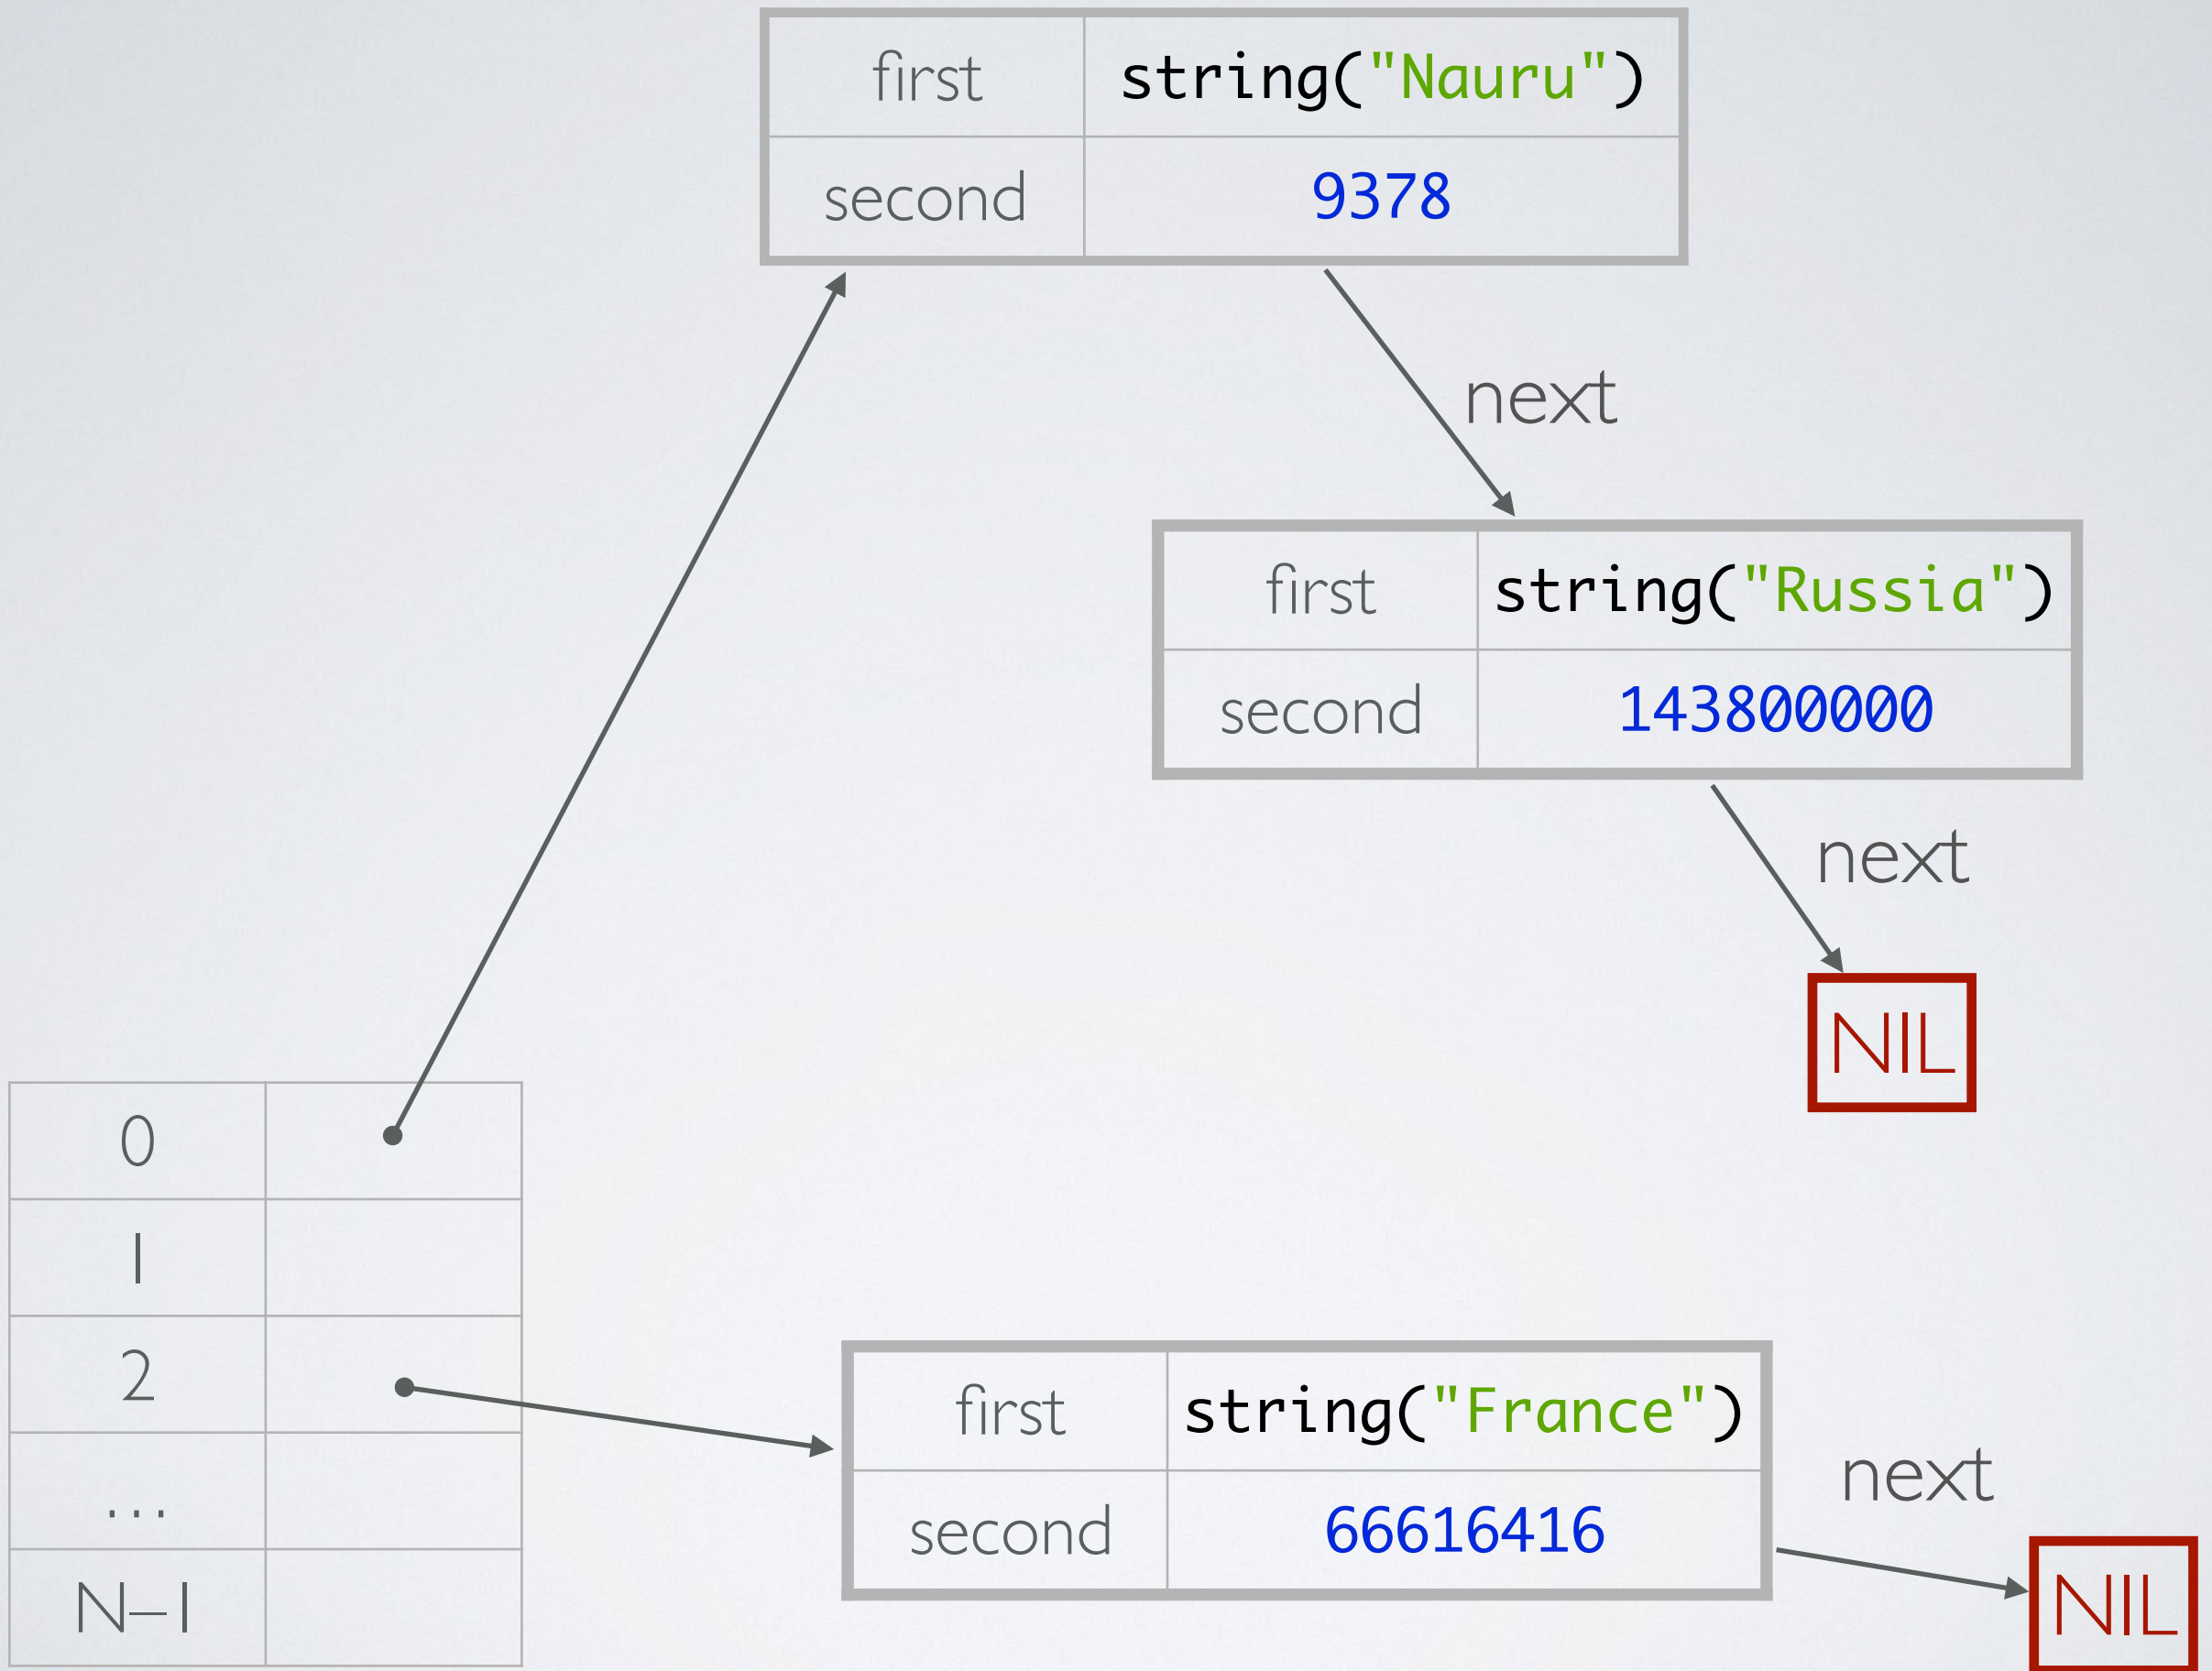 first string("Nauru")
second 9378
next
first string("Russia")
second 143800000
next
NIL
0
1
2
...
N–1
first string("France")
second 66616416
next
NIL